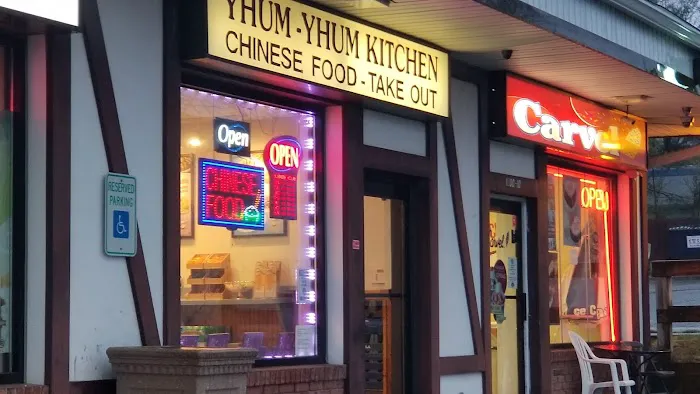 YHUM-YHUM KITCHEN
CHINESE FOOD - TAKE OUT
Carvel
Open
OPEN
CHINESE
FOOD
OPEN
RESERVED
PARKING